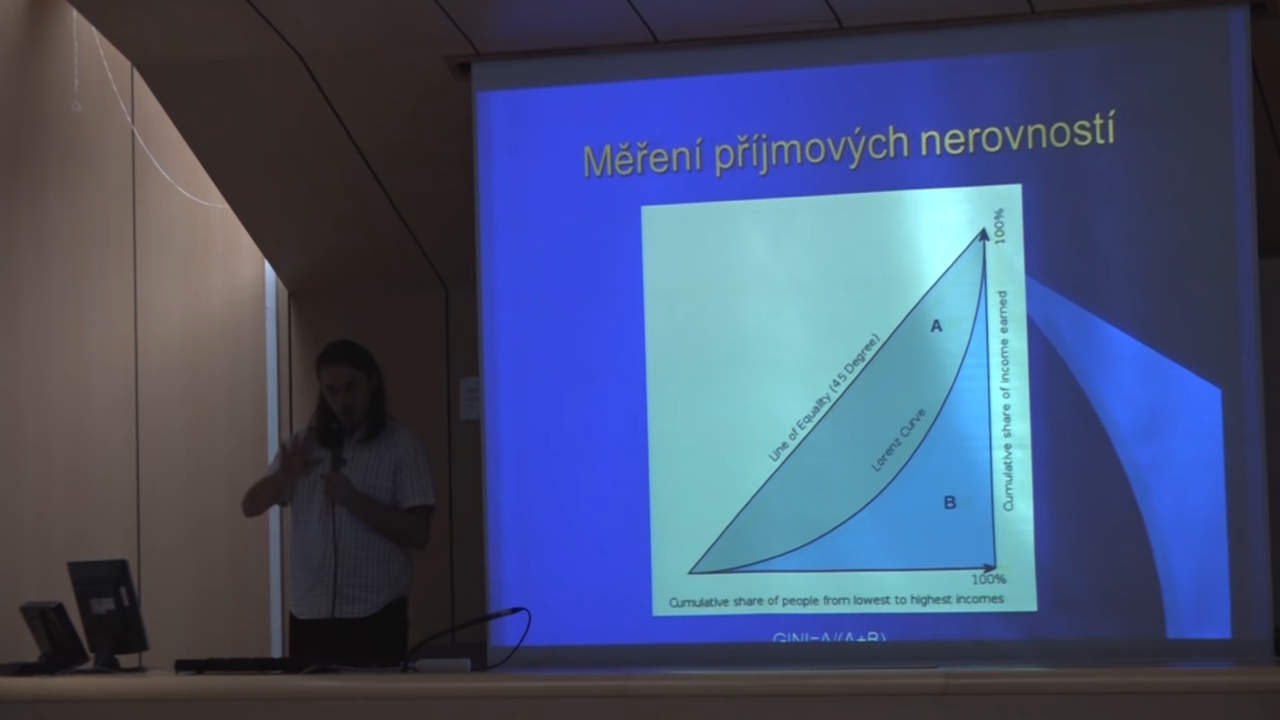 Měření příjmových nerovností
100%
A
Line of Equality (45 Degree)
Cumulative share of income earned
Lorenz Curve
B
100%
Cumulative share of people from lowest to highest incomes
GINI=A/(A+B)